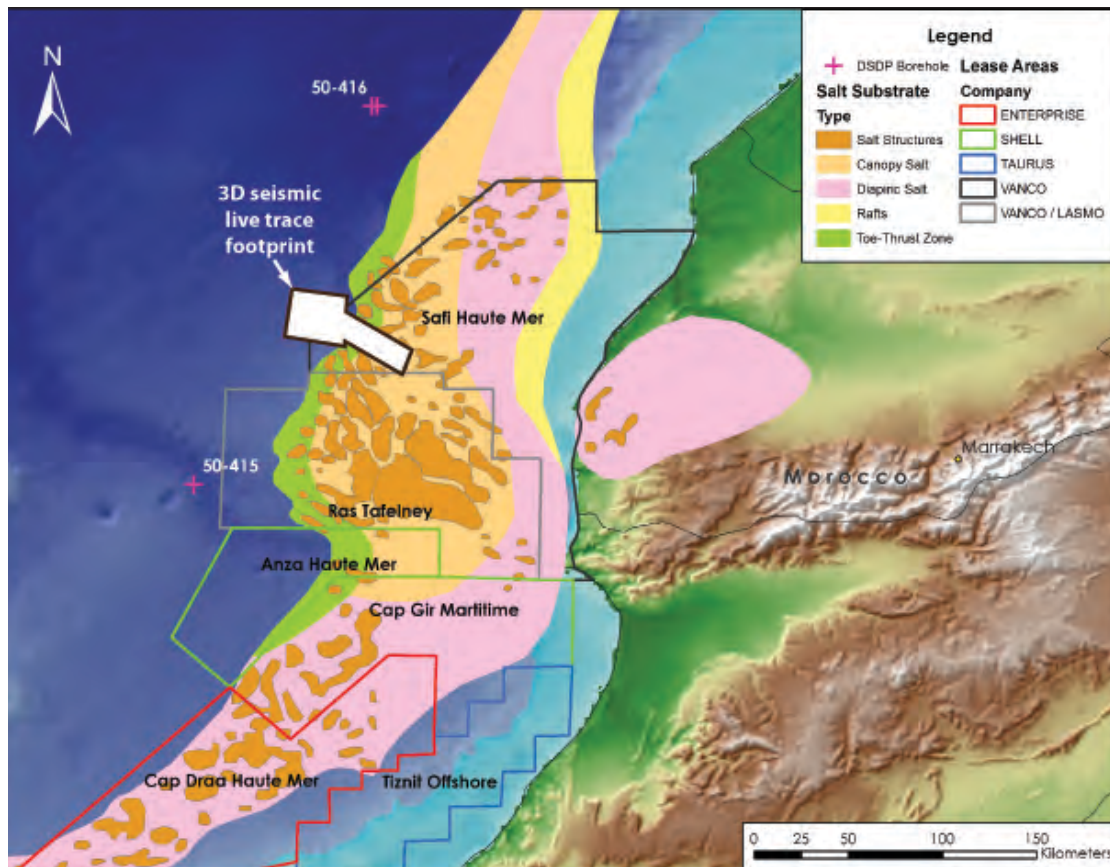 N
50-416
3D seismic
live trace
footprint
Safi Haute Mer
50-415
Ras Tafelney
Anza Haute Mer
Cap Gir Martitime
Cap Draa Haute Mer
Tiznit Offshore
Marrakech
Morocco
Legend
DSDP Borehole
Salt Substrate
Type
Salt Structures
Canopy Salt
Diapiric Salt
Rafts
Toe-Thrust Zone
Lease Areas
Company
ENTERPRISE
SHELL
TAURUS
VANCO
VANCO / LASMO
0 25 50 100 150
Kilometers